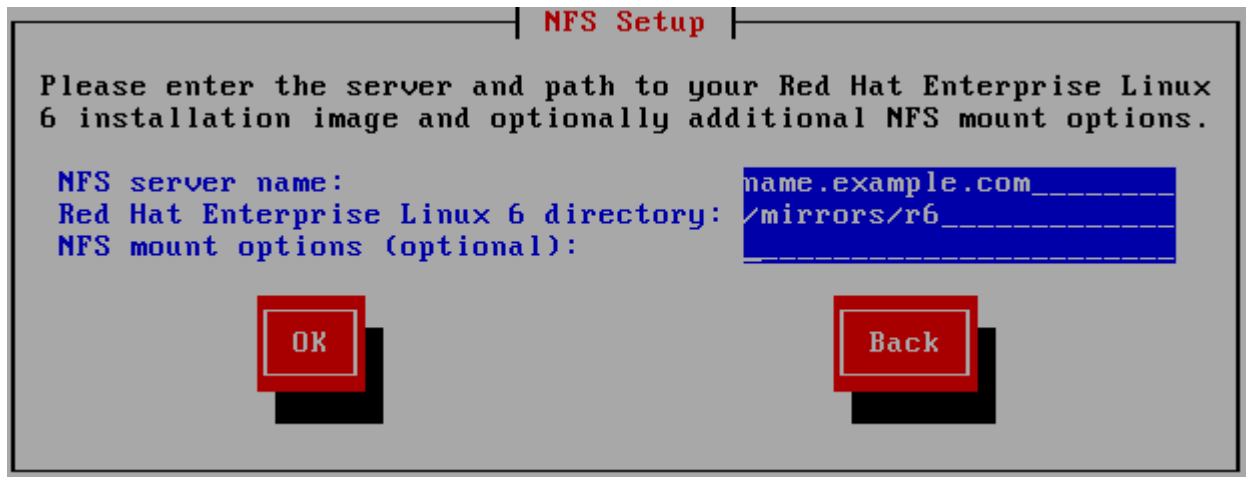 NFS Setup
Please enter the server and path to your Red Hat Enterprise Linux
6 installation image and optionally additional NFS mount options.
NFS server name: name.example.com________
Red Hat Enterprise Linux 6 directory: /mirrors/r6_____________
NFS mount options (optional): ________________________
OK Back